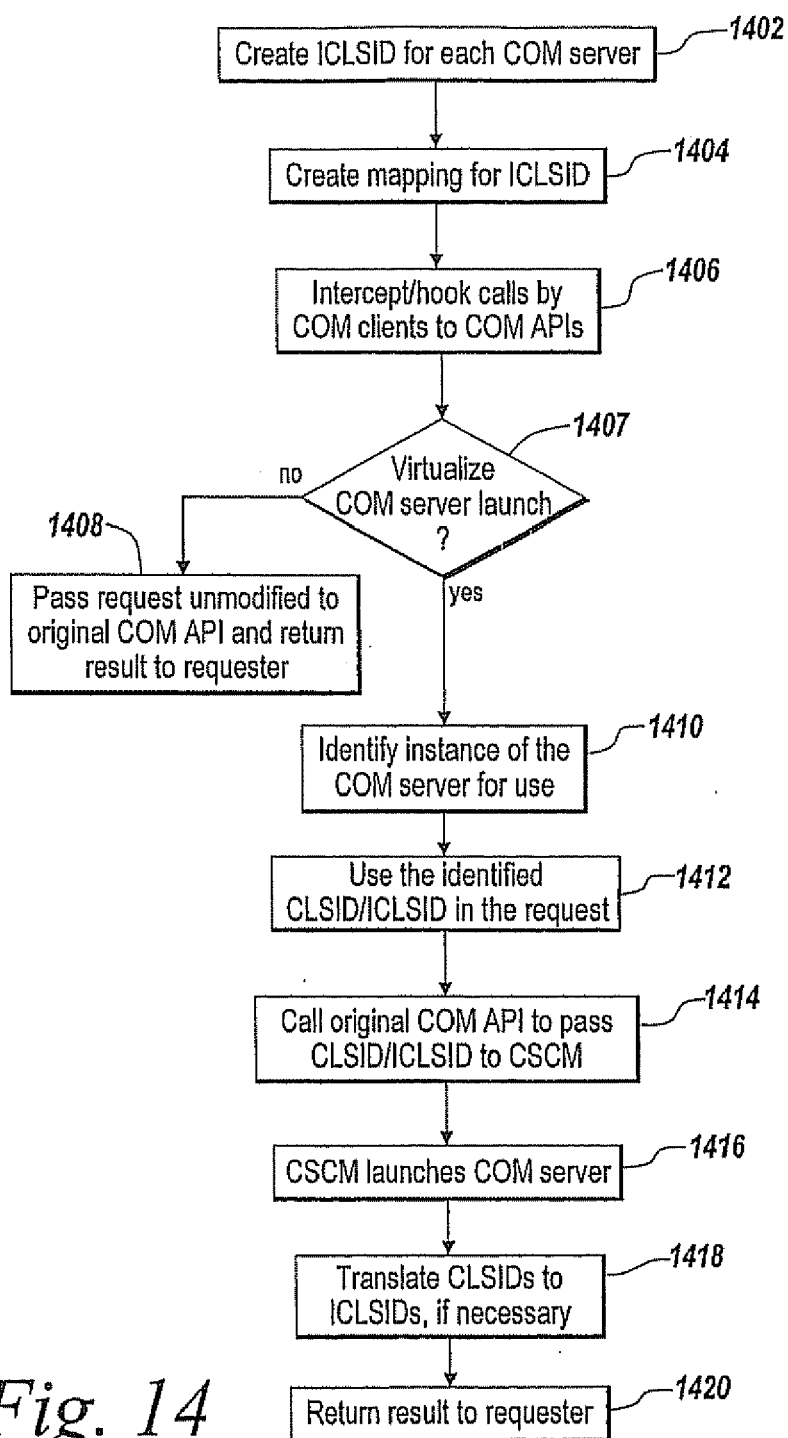 Create ICLSID for each COM server
1402
Create mapping for ICLSID
1404
Intercept/hook calls by
COM clients to COM APIs
1406
Virtualize
COM server launch
?
1407
no
yes
1408
Pass request unmodified to
original COM API and return
result to requester
Identify instance of the
COM server for use
1410
Use the identified
CLSID/ICLSID in the request
1412
Call original COM API to pass
CLSID/ICLSID to CSCM
1414
CSCM launches COM server
1416
Translate CLSIDs to
ICLSIDs, if necessary
1418
Return result to requester
1420
Fig. 14